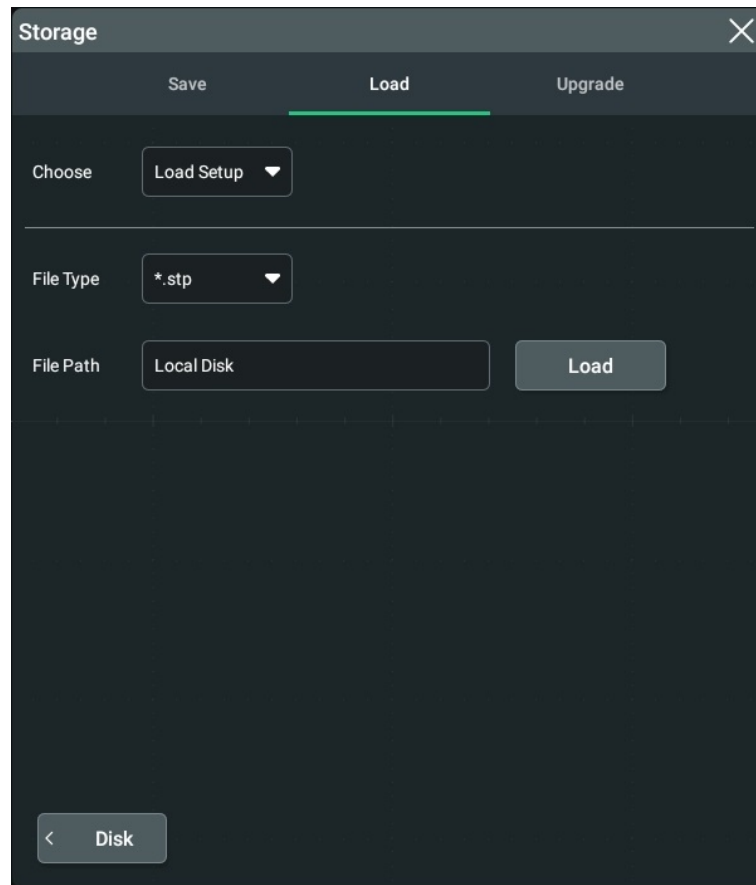 Storage
Save Load Upgrade
Choose Load Setup
File Type *.stp
File Path Local Disk Load
Disk